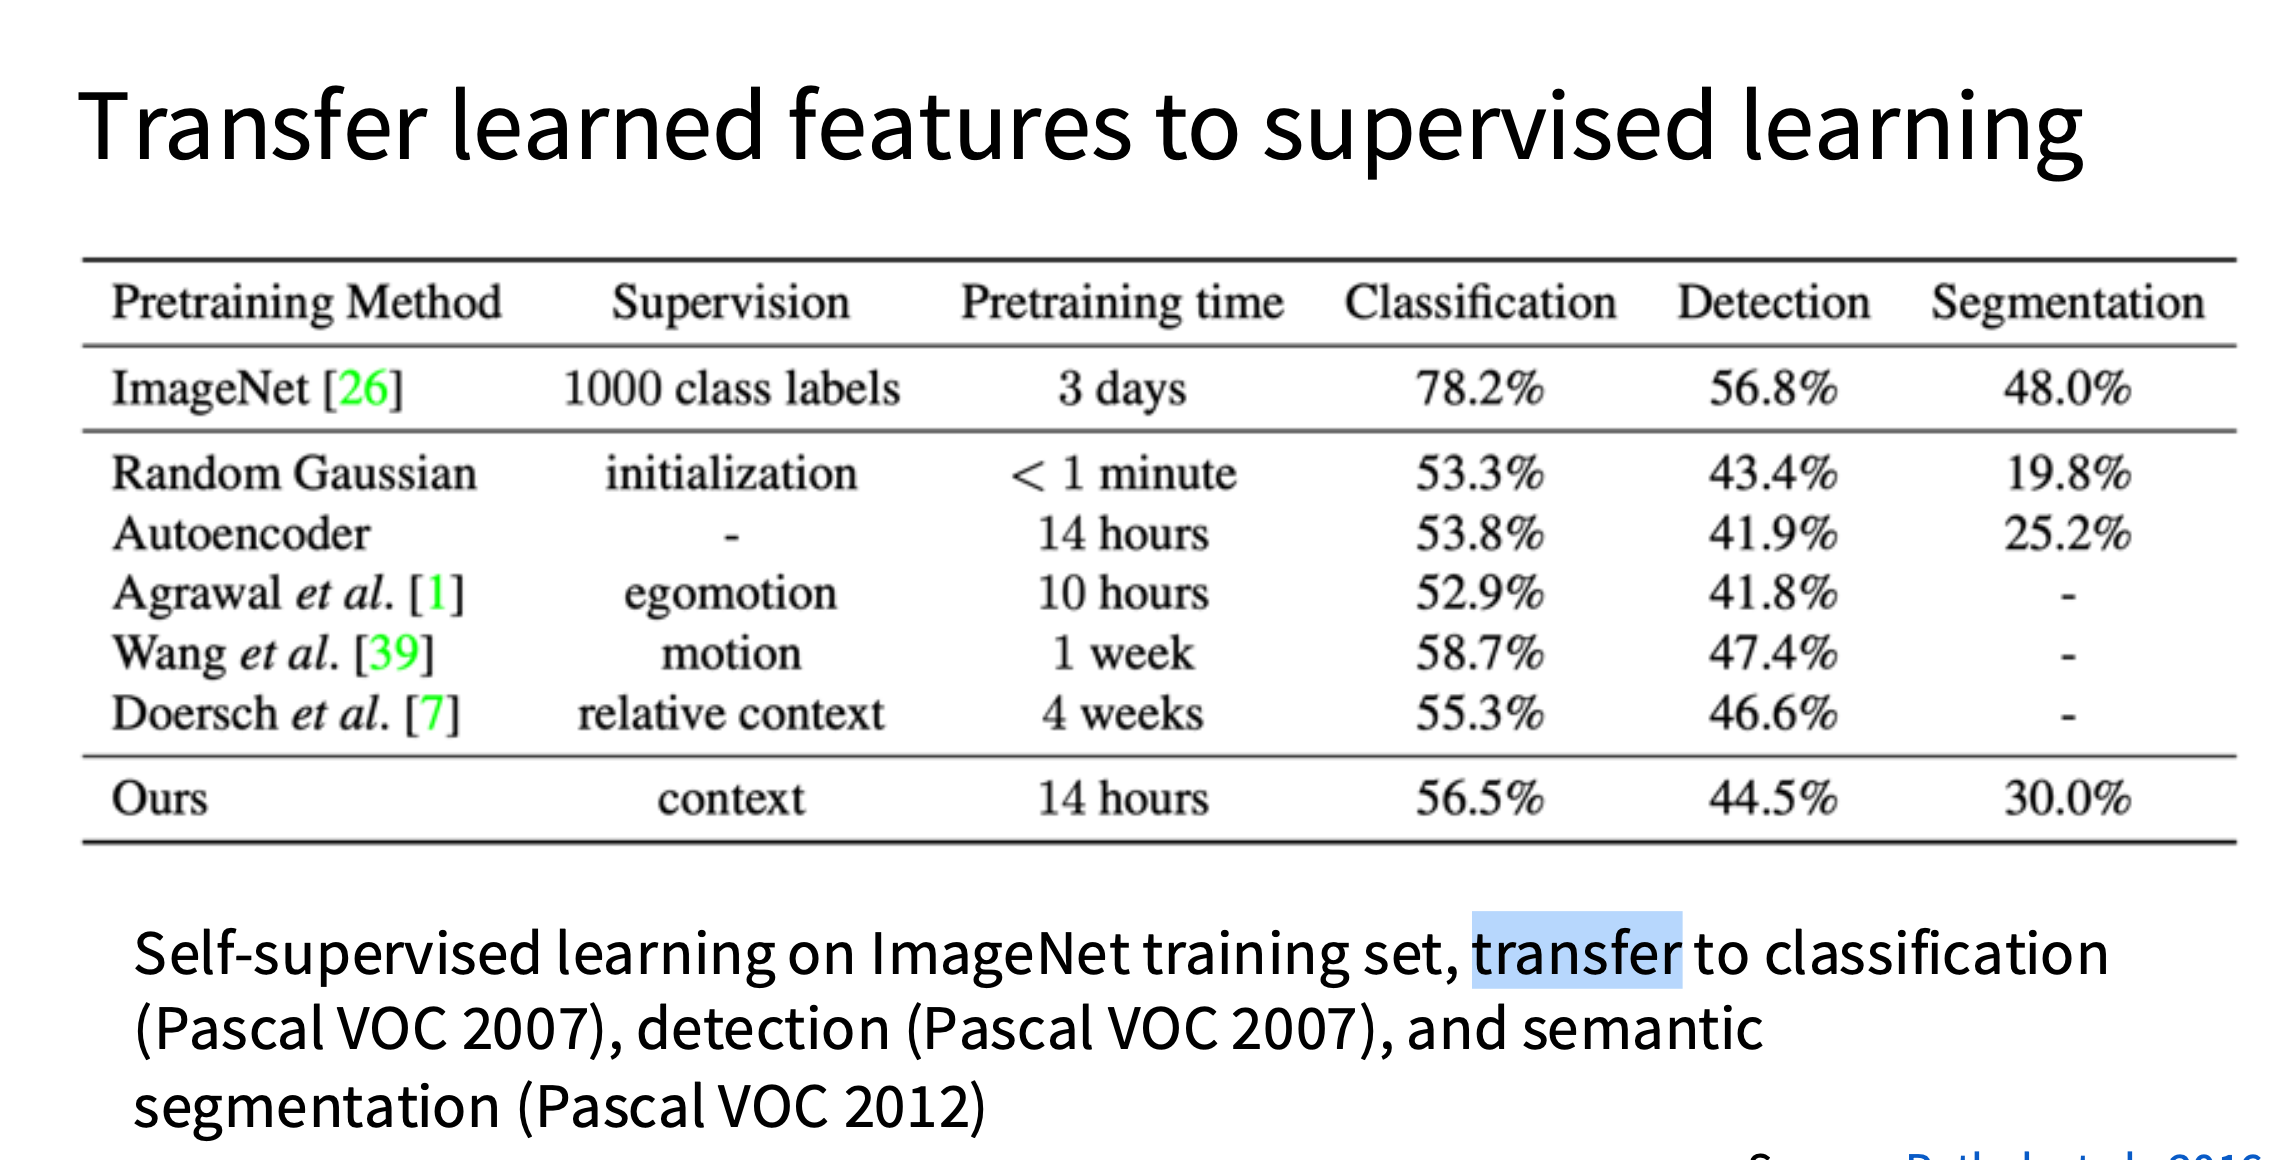 Transfer learned features to supervised learning
Pretraining Method Supervision Pretraining time Classification Detection Segmentation
ImageNet [26] 1000 class labels 3 days 78.2% 56.8% 48.0%
Random Gaussian initialization < 1 minute 53.3% 43.4% 19.8%
Autoencoder - 14 hours 53.8% 41.9% 25.2%
Agrawal et al. [1] egomotion 10 hours 52.9% 41.8% -
Wang et al. [39] motion 1 week 58.7% 47.4% -
Doersch et al. [7] relative context 4 weeks 55.3% 46.6% -
Ours context 14 hours 56.5% 44.5% 30.0%
Self-supervised learning on ImageNet training set, transfer to classification
(Pascal VOC 2007), detection (Pascal VOC 2007), and semantic
segmentation (Pascal VOC 2012)